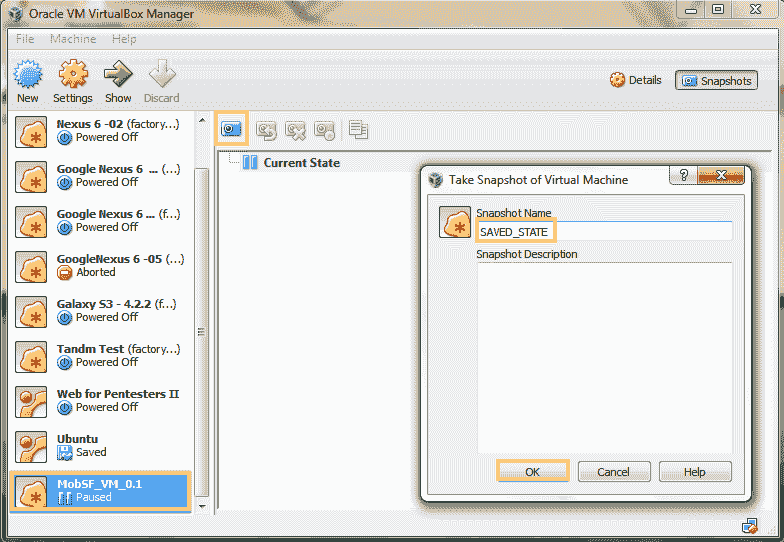 Oracle VM VirtualBox Manager
File Machine Help
New Settings Show Discard
Details Snapshots
Nexus 6 -02 (factory...)
Powered Off
Google Nexus 6 ... (...)
Powered Off
Google Nexus 6 ... (f...)
Powered Off
GoogleNexus 6 -05 (...)
Aborted
Galaxy S3 - 4.2.2 (f...)
Powered Off
Tandm Test (factory...)
Powered Off
Web for Pentesters II
Powered Off
Ubuntu
Saved
MobSF_VM_0.1
Paused
Current State
Take Snapshot of Virtual Machine
?
Snapshot Name
SAVED_STATE
Snapshot Description
OK Cancel Help